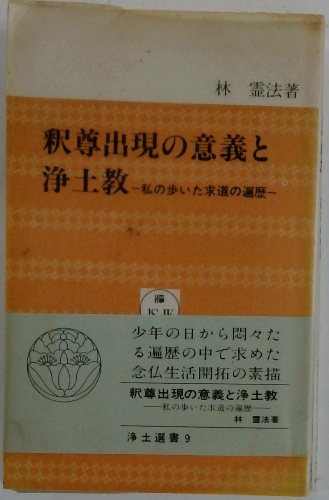 林 霊法著
釈尊出現の意義と
浄土教 -私の歩いた求道の遍歴-
少年の日から悶々た
る遍歴の中で求めた
念仏生活開拓の素描
釈尊出現の意義と浄土教
——私の歩いた求道の遍歴——
林 霊法著
浄土選書9